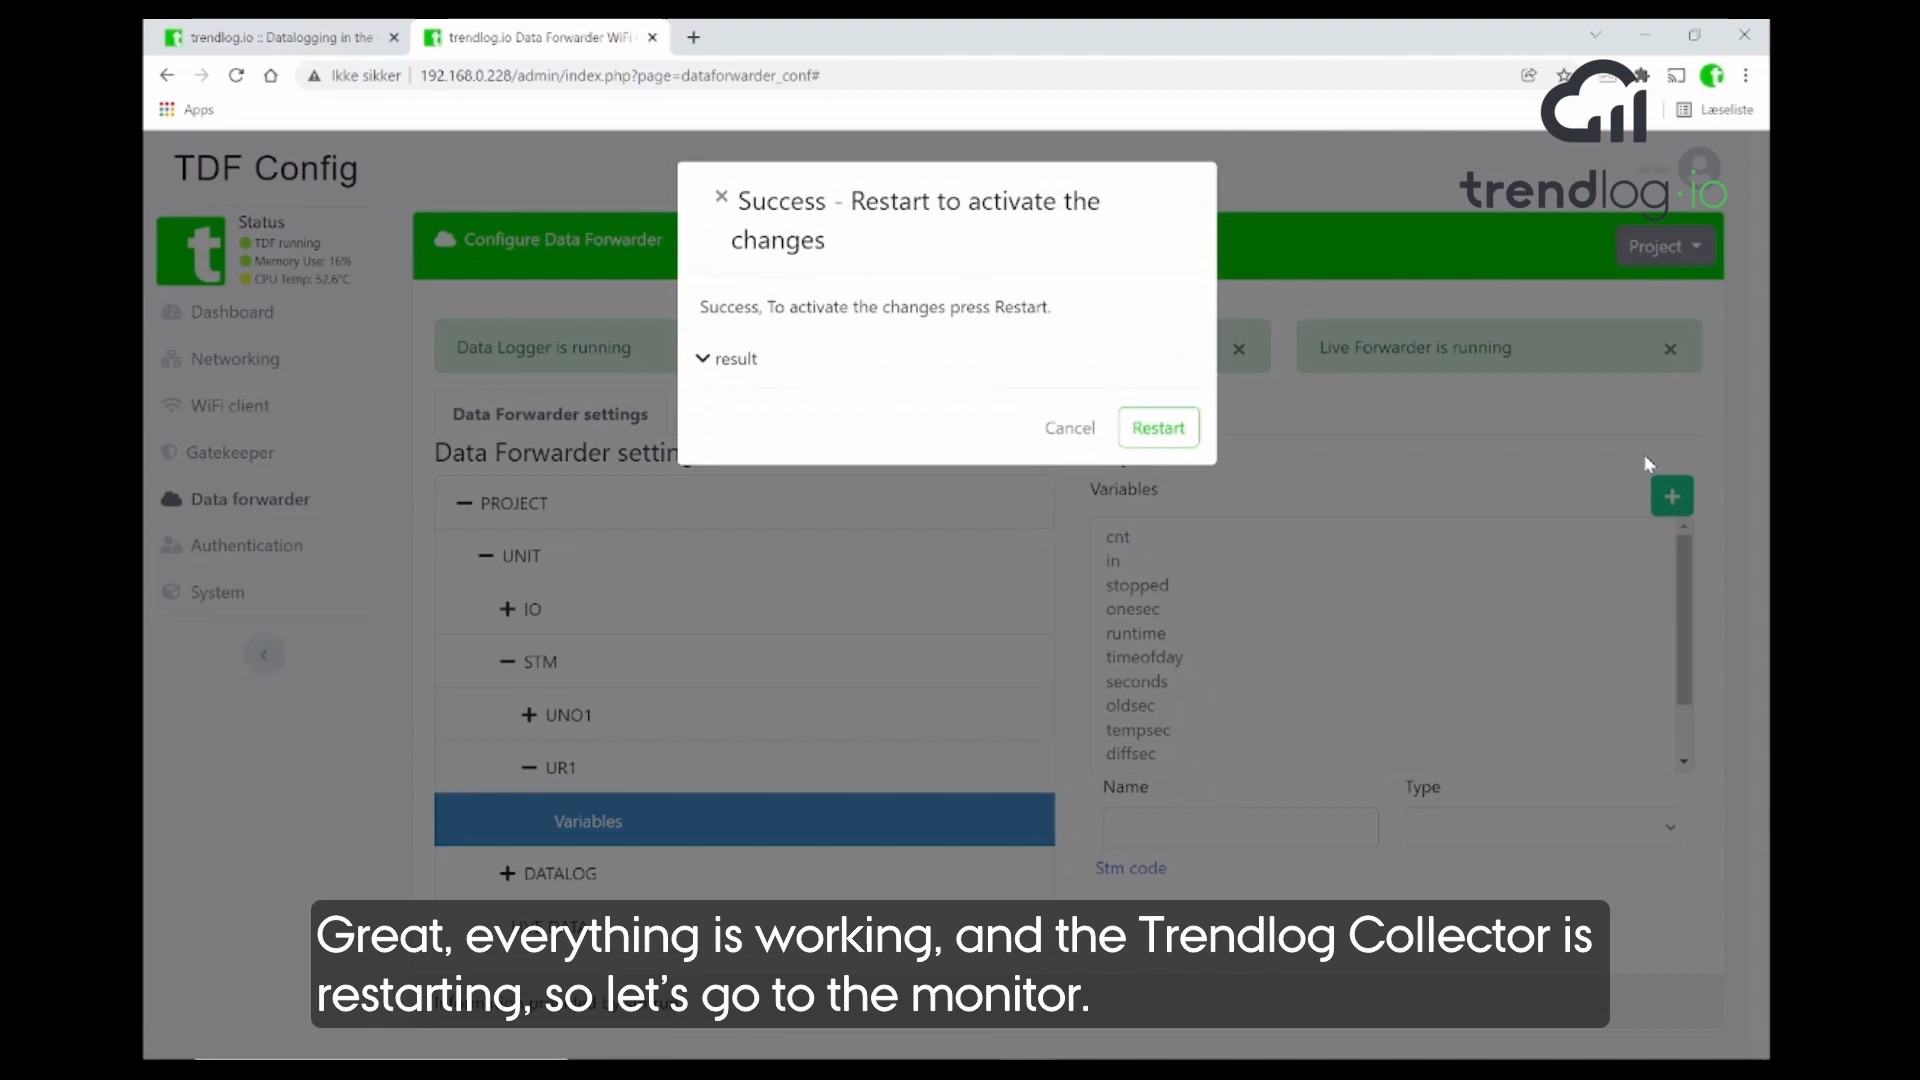 trendlog.io :: Datalogging in the
trendlog.io Data Forwarder WiFi
Ikke sikker
192.168.0.228/admin/index.php?page=dataforwarder_conf#
Apps
Læseliste
TDF Config
trendlog.io
Status
TDF running
Memory Use: 16%
CPU Temp: 52.6°C
Dashboard
Networking
WiFi client
Gatekeeper
Data forwarder
Authentication
System
Configure Data Forwarder
Project
Success - Restart to activate the
changes
Success, To activate the changes press Restart.
result
Cancel
Restart
Data Logger is running
Live Forwarder is running
Data Forwarder settings
Data Forwarder settin
PROJECT
UNIT
IO
STM
UNO1
UR1
Variables
DATALOG
Variables
cnt
in
stopped
onesec
runtime
timeofday
seconds
oldsec
tempsec
diffsec
Name
Type
Stm code
Great, everything is working, and the Trendlog Collector is
restarting, so let's go to the monitor.